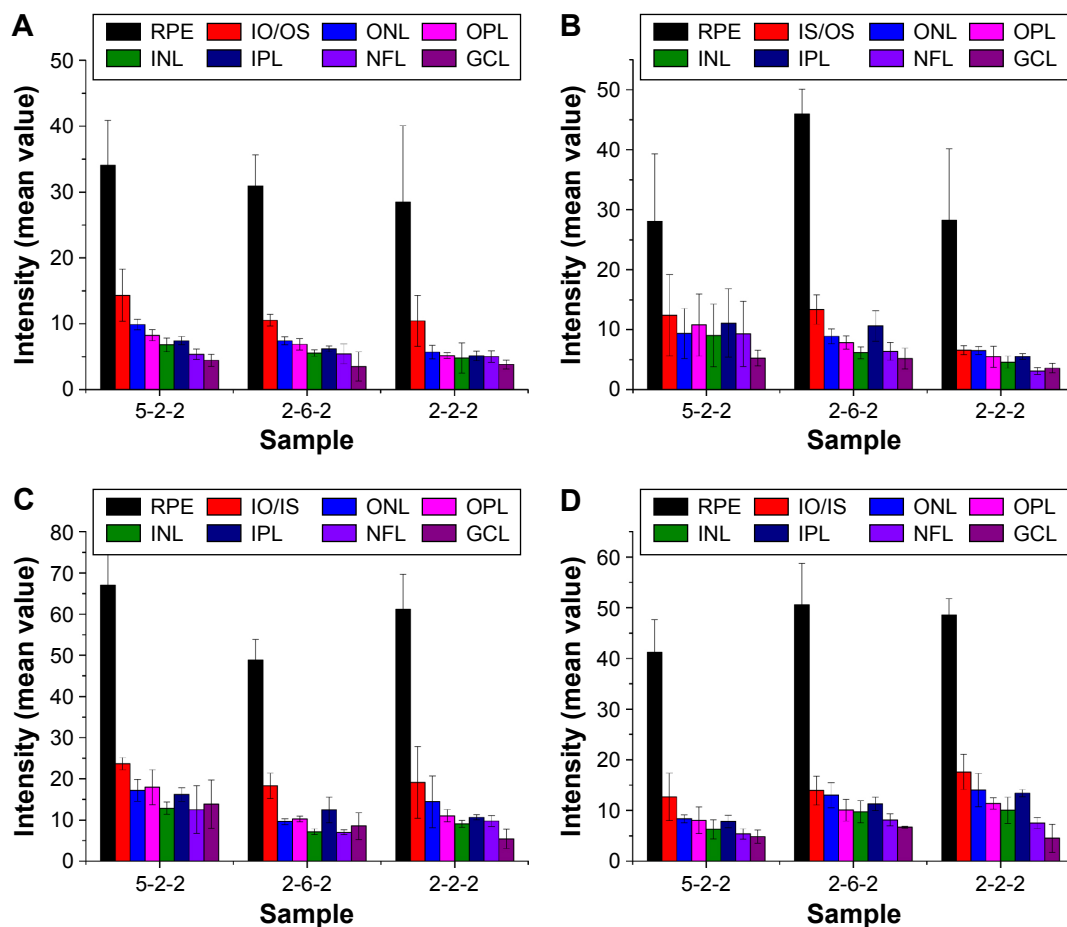 A
RPE IO/OS ONL OPL
INL IPL NFL GCL
Intensity (mean value)
50
40
30
20
10
0
5-2-2 2-6-2 2-2-2
Sample
B
RPE IS/OS ONL OPL
INL IPL NFL GCL
Intensity (mean value)
50
40
30
20
10
0
5-2-2 2-6-2 2-2-2
Sample
C
RPE IO/IS ONL OPL
INL IPL NFL GCL
Intensity (mean value)
80
70
60
50
40
30
20
10
0
5-2-2 2-6-2 2-2-2
Sample
D
RPE IO/IS ONL OPL
INL IPL NFL GCL
Intensity (mean value)
60
50
40
30
20
10
0
5-2-2 2-6-2 2-2-2
Sample